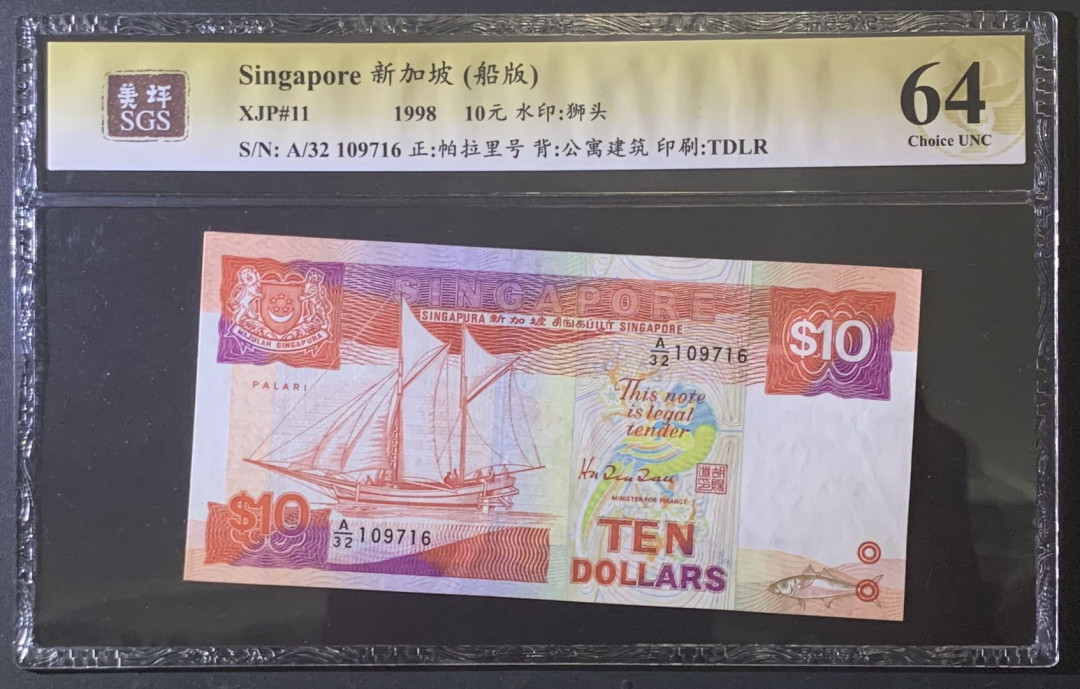 美评
SGS
Singapore 新加坡 (船版)
XJP#11 1998 10元 水印:狮头
S/N: A/32 109716 正:帕拉里号 背:公寓建筑 印刷:TDLR
64
Choice UNC
SINGAPORE
SINGAPURA 新加坡 சிங்கப்பூர் SINGAPORE
MAJULAH SINGAPURA
$10
A/32 109716
PALARI
This note
is legal
tender
MINISTER FOR FINANCE
$10
A/32 109716
TEN
DOLLARS